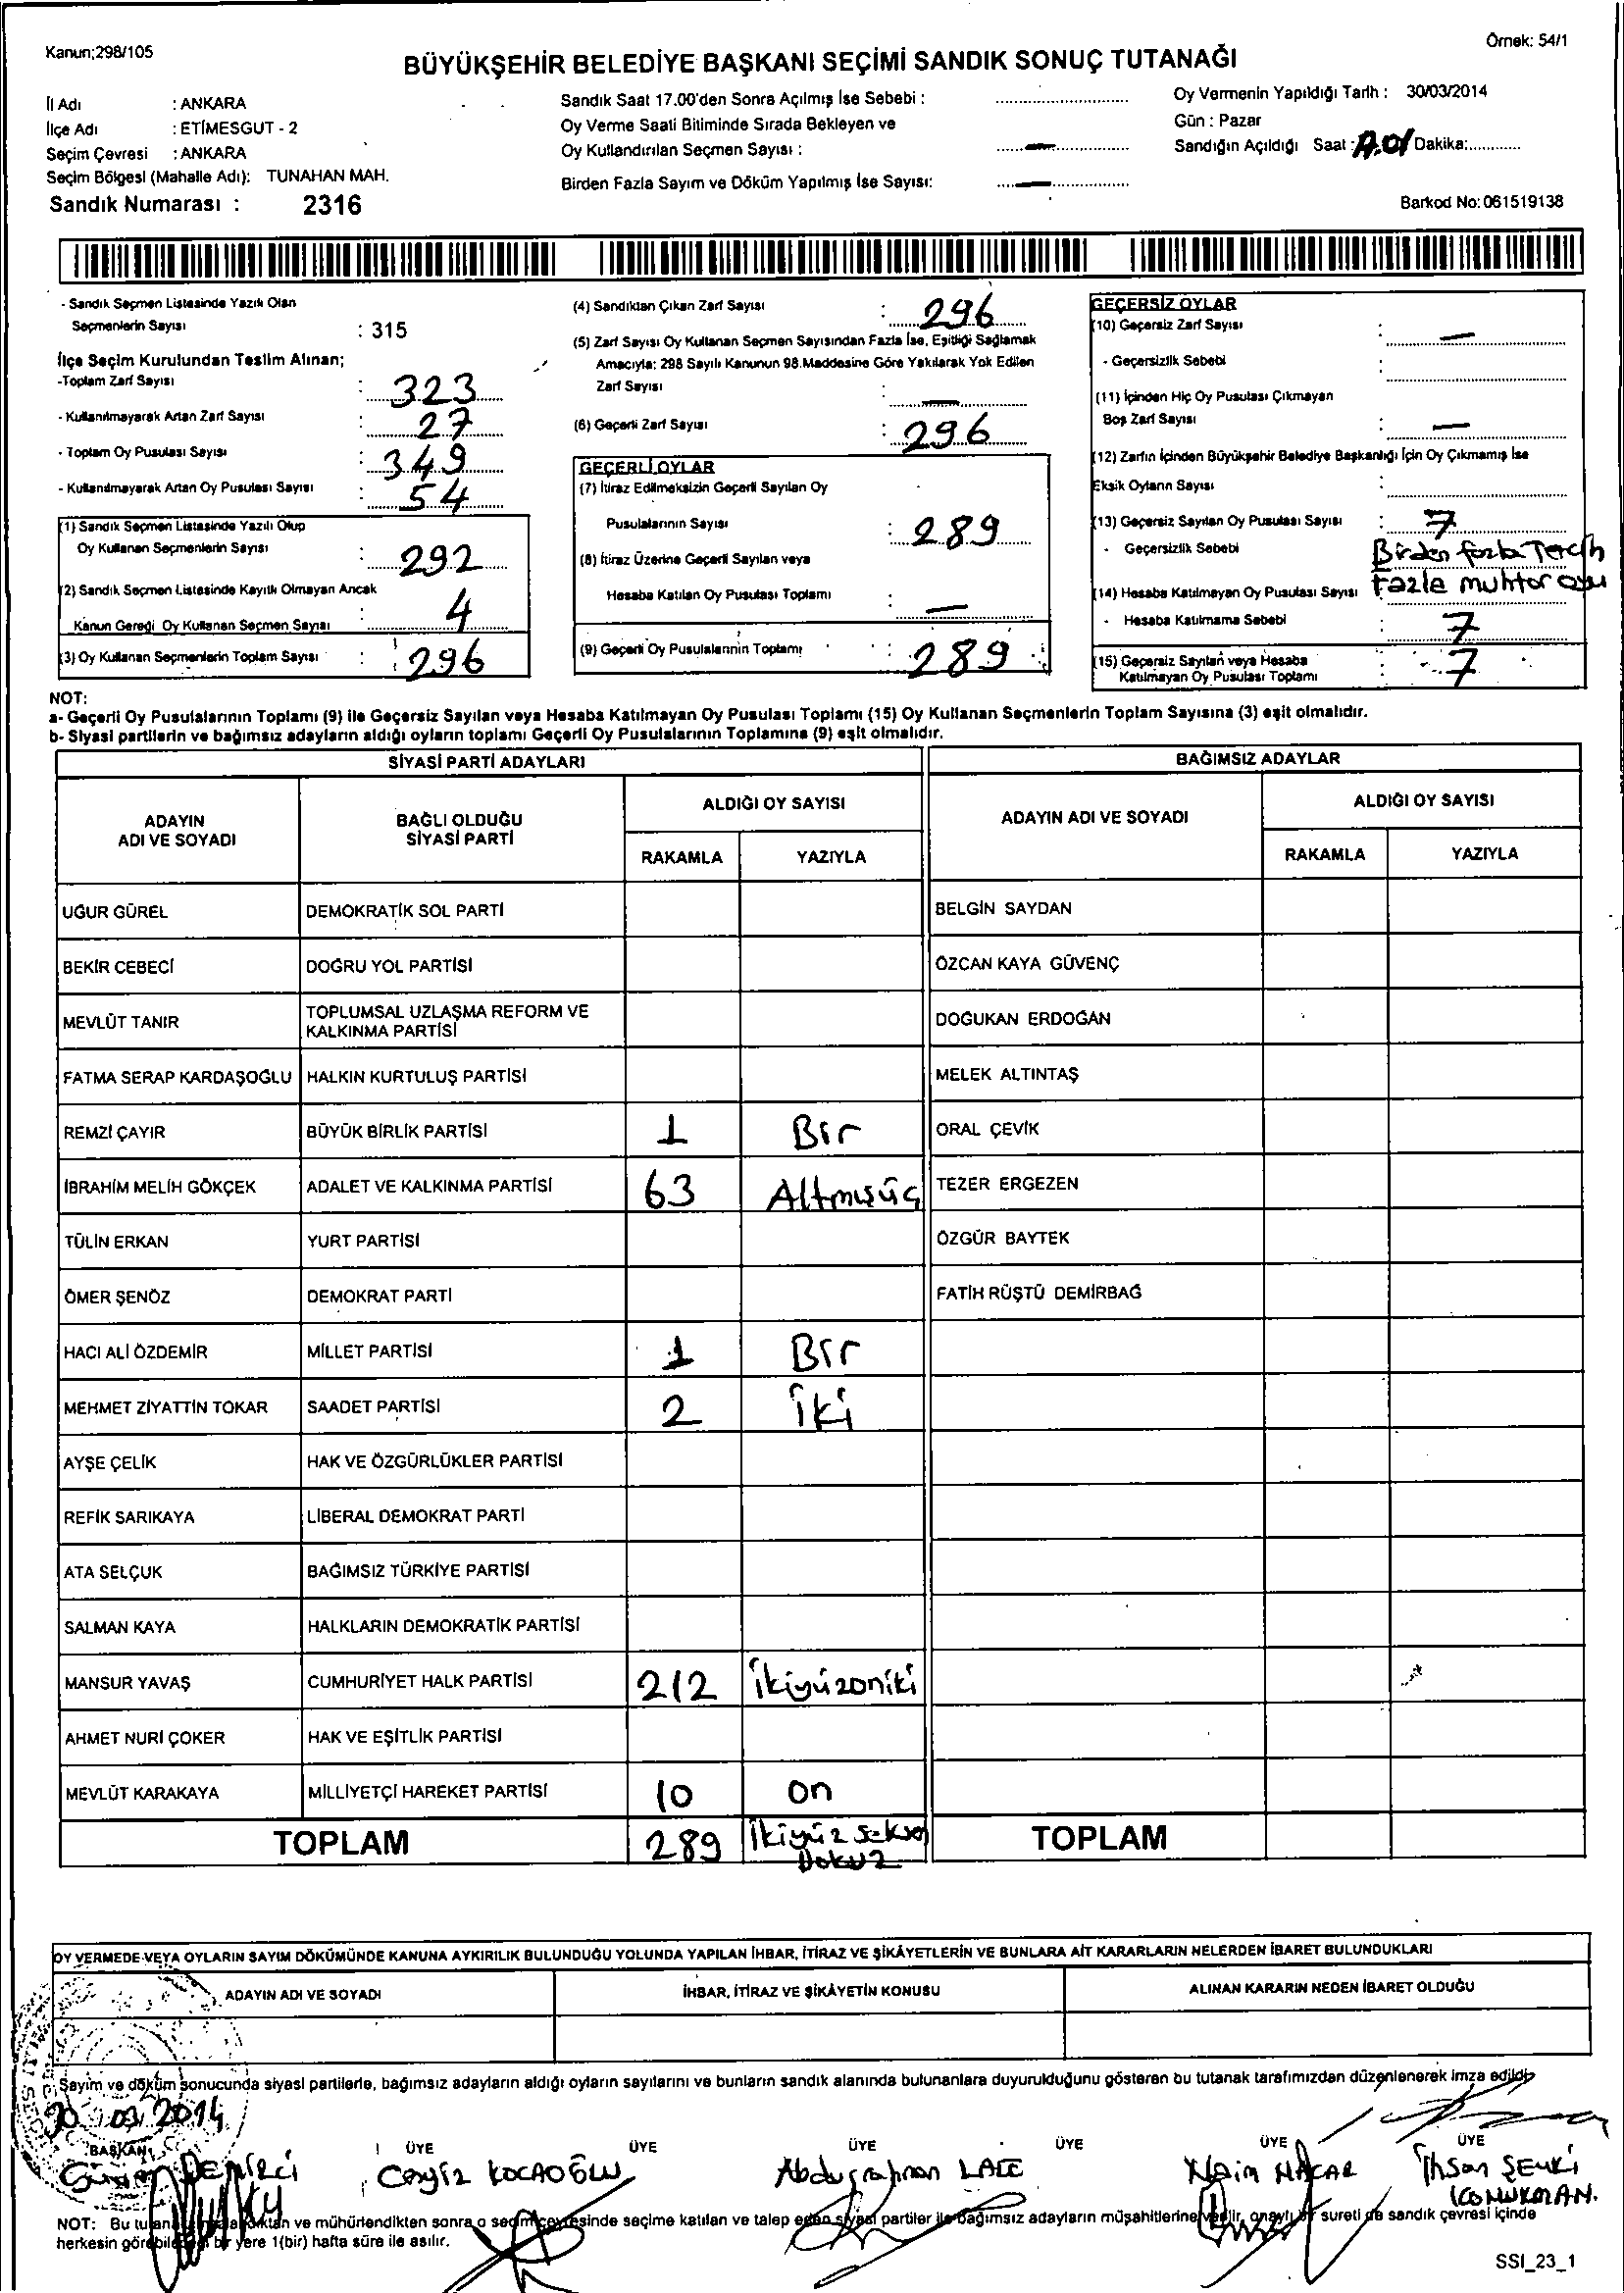 Kanun;298/105
Örnek: 54/1
BÜYÜKŞEHİR BELEDİYE BAŞKANI SEÇİMİ SANDIK SONUÇ TUTANAĞI
İl Adı : ANKARA
İlçe Adı : ETİMESGUT - 2
Seçim Çevresi : ANKARA
Seçim Bölgesi (Mahalle Adı): TUNAHAN MAH.
Sandık Numarası : 2316
Sandık Saat 17.00'den Sonra Açılmış İse Sebebi :
Oy Verme Saati Bitiminde Sırada Bekleyen ve
Oy Kullandırılan Seçmen Sayısı : —
Birden Fazla Sayım ve Döküm Yapılmış İse Sayısı: —
Oy Vermenin Yapıldığı Tarih : 30/03/2014
Gün : Pazar
Sandığın Açıldığı Saat : Dakika:
Barkod No: 061519138
- Sandık Seçmen Listesinde Yazılı Olan
Seçmenlerin Sayısı : 315
İlçe Seçim Kurulundan Teslim Alınan;
-Toplam Zarf Sayısı : 323
- Kullanılmayarak Artan Zarf Sayısı : 27
- Toplam Oy Pusulası Sayısı : 349
- Kullanılmayarak Artan Oy Pusulası Sayısı : 54
(1) Sandık Seçmen Listesinde Yazılı Olup
Oy Kullanan Seçmenlerin Sayısı : 292
(2) Sandık Seçmen Listesinde Kayıtlı Olmayan Ancak
Kanun Gereği Oy Kullanan Seçmen Sayısı : 4
(3) Oy Kullanan Seçmenlerin Toplam Sayısı : 296
(4) Sandıktan Çıkan Zarf Sayısı : 296
(5) Zarf Sayısı Oy Kullanan Seçmen Sayısından Fazla İse, Eşitliği Sağlamak
Amacıyla; 298 Sayılı Kanunun 98.Maddesine Göre Yakılarak Yok Edilen
Zarf Sayısı : —
(6) Geçerli Zarf Sayısı : 296
GEÇERLİ OYLAR
(7) İtiraz Edilmeksizin Geçerli Sayılan Oy
Pusulalarının Sayısı : 289
(8) İtiraz Üzerine Geçerli Sayılan veya
Hesaba Katılan Oy Pusulası Toplamı : —
(9) Geçerli Oy Pusulalarının Toplamı : 289
GEÇERSİZ OYLAR
(10) Geçersiz Zarf Sayısı : —
- Geçersizlik Sebebi :
(11) İçinden Hiç Oy Pusulası Çıkmayan
Boş Zarf Sayısı : —
(12) Zarfın İçinden Büyükşehir Belediye Başkanlığı İçin Oy Çıkmamış İse
Eksik Oyların Sayısı :
(13) Geçersiz Sayılan Oy Pusulası Sayısı : 7
- Geçersizlik Sebebi Birden fazla Tercih
(14) Hesaba Katılmayan Oy Pusulası Sayısı Fazla muhtar oyu
- Hesaba Katılmama Sebebi : 7
(15) Geçersiz Sayılan veya Hesaba
Katılmayan Oy Pusulası Toplamı : 7
NOT:
a- Geçerli Oy Pusulalarının Toplamı (9) ile Geçersiz Sayılan veya Hesaba Katılmayan Oy Pusulası Toplamı (15) Oy Kullanan Seçmenlerin Toplam Sayısına (3) eşit olmalıdır.
b- Siyasi partilerin ve bağımsız adayların aldığı oyların toplamı Geçerli Oy Pusulalarının Toplamına (9) eşit olmalıdır.
SİYASİ PARTİ ADAYLARI
BAĞIMSIZ ADAYLAR
ADAYIN ADI VE SOYADI
BAĞLI OLDUĞU SİYASİ PARTİ
ALDIĞI OY SAYISI
RAKAMLA YAZIYLA
ADAYIN ADI VE SOYADI
ALDIĞI OY SAYISI
RAKAMLA YAZIYLA
UĞUR GÜREL DEMOKRATİK SOL PARTİ BELGİN SAYDAN
BEKİR CEBECİ DOĞRU YOL PARTİSİ ÖZCAN KAYA GÜVENÇ
MEVLÜT TANIR TOPLUMSAL UZLAŞMA REFORM VE KALKINMA PARTİSİ DOĞUKAN ERDOĞAN
FATMA SERAP KARDAŞOĞLU HALKIN KURTULUŞ PARTİSİ MELEK ALTINTAŞ
REMZİ ÇAYIR BÜYÜK BİRLİK PARTİSİ 1 Bir ORAL ÇEVİK
İBRAHİM MELİH GÖKÇEK ADALET VE KALKINMA PARTİSİ 63 Altmışüç TEZER ERGEZEN
TÜLİN ERKAN YURT PARTİSİ ÖZGÜR BAYTEK
ÖMER ŞENÖZ DEMOKRAT PARTİ FATİH RÜŞTÜ DEMİRBAĞ
HACI ALİ ÖZDEMİR MİLLET PARTİSİ 1 Bir
MEHMET ZİYATTİN TOKAR SAADET PARTİSİ 2 İki
AYŞE ÇELİK HAK VE ÖZGÜRLÜKLER PARTİSİ
REFİK SARIKAYA LİBERAL DEMOKRAT PARTİ
ATA SELÇUK BAĞIMSIZ TÜRKİYE PARTİSİ
SALMAN KAYA HALKLARIN DEMOKRATİK PARTİSİ
MANSUR YAVAŞ CUMHURİYET HALK PARTİSİ 212 İkiyüzoniki
AHMET NURİ ÇOKER HAK VE EŞİTLİK PARTİSİ
MEVLÜT KARAKAYA MİLLİYETÇİ HAREKET PARTİSİ 10 on
TOPLAM 289 İkiyüz seksen Dokuz TOPLAM
OY VERMEDE VEYA OYLARIN SAYIM DÖKÜMÜNDE KANUNA AYKIRILIK BULUNDUĞU YOLUNDA YAPILAN İHBAR, İTİRAZ VE ŞİKÂYETLERİN VE BUNLARA AİT KARARLARIN NELERDEN İBARET BULUNDUKLARI
ADAYIN ADI VE SOYADI İHBAR, İTİRAZ VE ŞİKÂYETİN KONUSU ALINAN KARARIN NEDEN İBARET OLDUĞU
Sayım ve döküm sonucunda siyasi partilerle, bağımsız adayların aldığı oyların sayılarını ve bunların sandık alanında bulunanlara duyurulduğunu gösteren bu tutanak tarafımızdan düzenlenerek imza edildi.
30.03.2014
BAŞKAN ÜYE ÜYE ÜYE ÜYE ÜYE ÜYE
DEMİRCİ Cengiz KOCAOĞLU Abdurrahman LALE Naim HACAR İhsan ŞEVKİ
KONUKMAN.
NOT: Bu tutanak ve mühürlendikten sonra o seçim çevresinde seçime katılan ve talep eden siyasi partiler ile bağımsız adayların müşahitlerine verilir, onaylı bir sureti de sandık çevresi içinde
herkesin görebileceği bir yere 1(bir) hafta süre ile asılır.
SSI_23_1